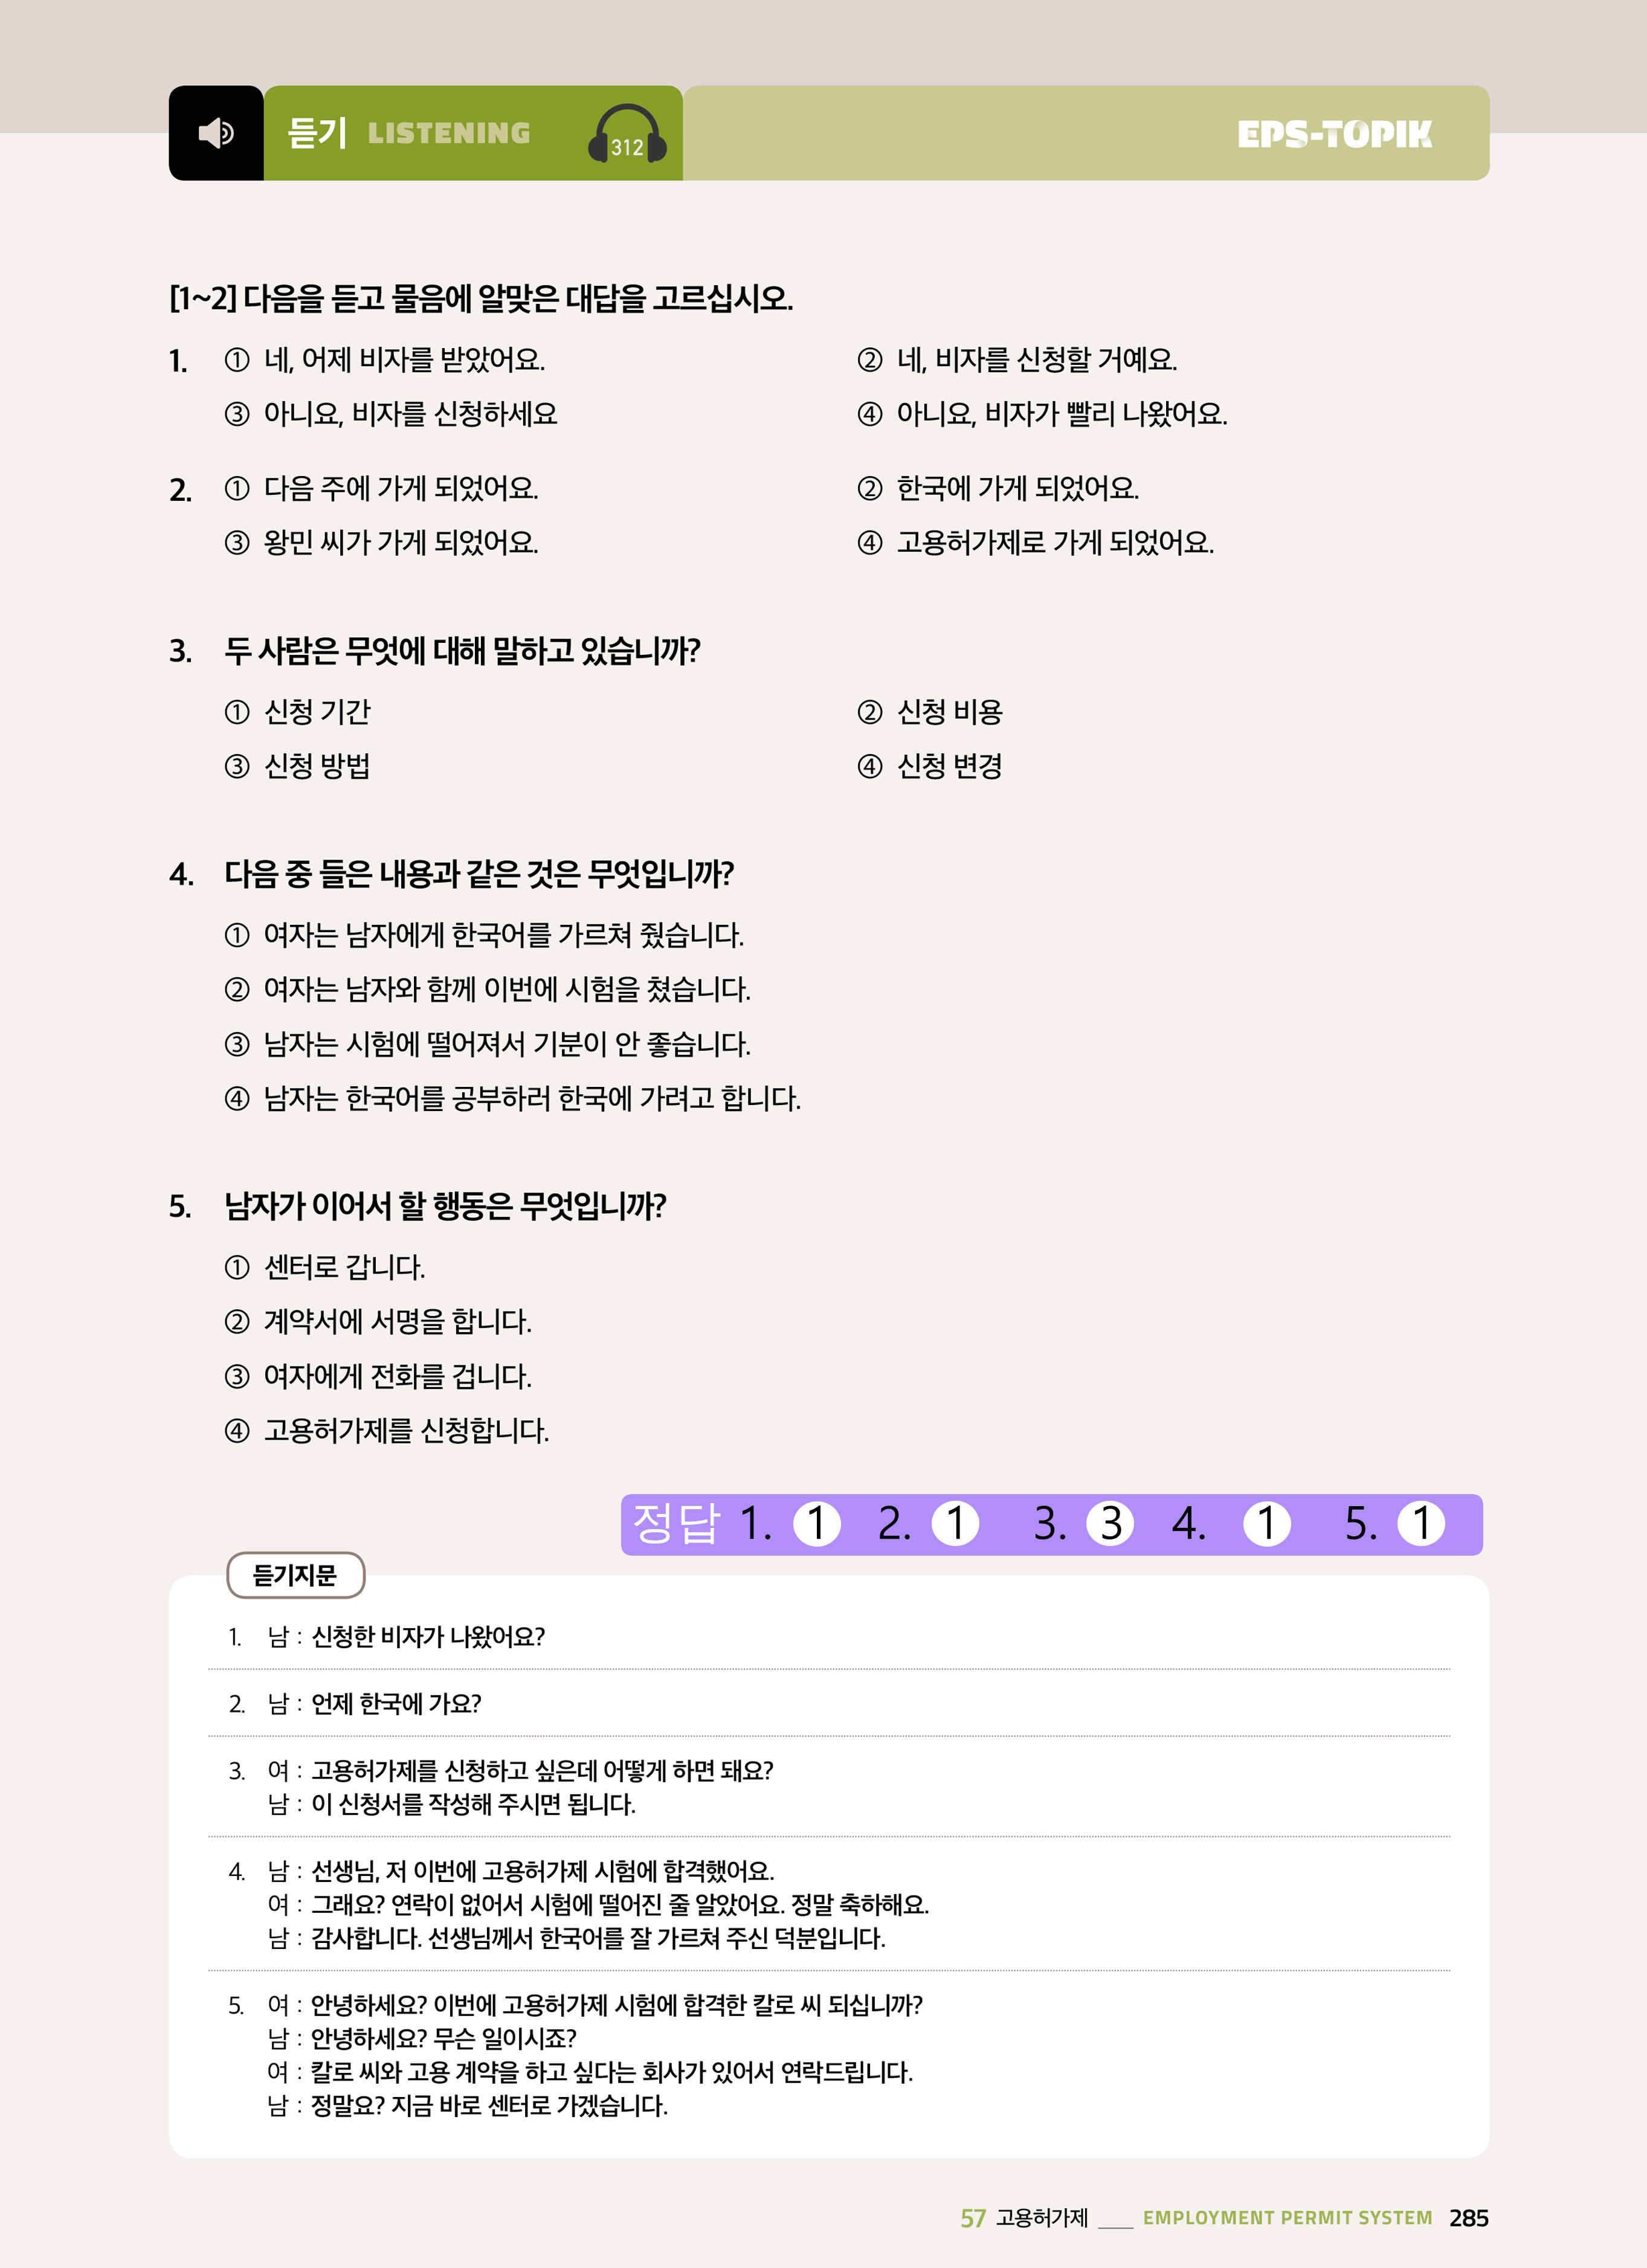 듣기 LISTENING 312 EPS-TOPIK
[1~2] 다음을 듣고 물음에 알맞은 대답을 고르십시오.
1. ① 네, 어제 비자를 받았어요. ② 네, 비자를 신청할 거예요.
③ 아니요, 비자를 신청하세요 ④ 아니요, 비자가 빨리 나왔어요.
2. ① 다음 주에 가게 되었어요. ② 한국에 가게 되었어요.
③ 왕민 씨가 가게 되었어요. ④ 고용허가제로 가게 되었어요.
3. 두 사람은 무엇에 대해 말하고 있습니까?
① 신청 기간 ② 신청 비용
③ 신청 방법 ④ 신청 변경
4. 다음 중 들은 내용과 같은 것은 무엇입니까?
① 여자는 남자에게 한국어를 가르쳐 줬습니다.
② 여자는 남자와 함께 이번에 시험을 쳤습니다.
③ 남자는 시험에 떨어져서 기분이 안 좋습니다.
④ 남자는 한국어를 공부하러 한국에 가려고 합니다.
5. 남자가 이어서 할 행동은 무엇입니까?
① 센터로 갑니다.
② 계약서에 서명을 합니다.
③ 여자에게 전화를 겁니다.
④ 고용허가제를 신청합니다.
정답 1. 1 2. 1 3. 3 4. 1 5. 1
듣기지문
1. 남 : 신청한 비자가 나왔어요?
2. 남 : 언제 한국에 가요?
3. 여 : 고용허가제를 신청하고 싶은데 어떻게 하면 돼요?
남 : 이 신청서를 작성해 주시면 됩니다.
4. 남 : 선생님, 저 이번에 고용허가제 시험에 합격했어요.
여 : 그래요? 연락이 없어서 시험에 떨어진 줄 알았어요. 정말 축하해요.
남 : 감사합니다. 선생님께서 한국어를 잘 가르쳐 주신 덕분입니다.
5. 여 : 안녕하세요? 이번에 고용허가제 시험에 합격한 칼로 씨 되십니까?
남 : 안녕하세요? 무슨 일이시죠?
여 : 칼로 씨와 고용 계약을 하고 싶다는 회사가 있어서 연락드립니다.
남 : 정말요? 지금 바로 센터로 가겠습니다.
57 고용허가제 ___ EMPLOYMENT PERMIT SYSTEM 285